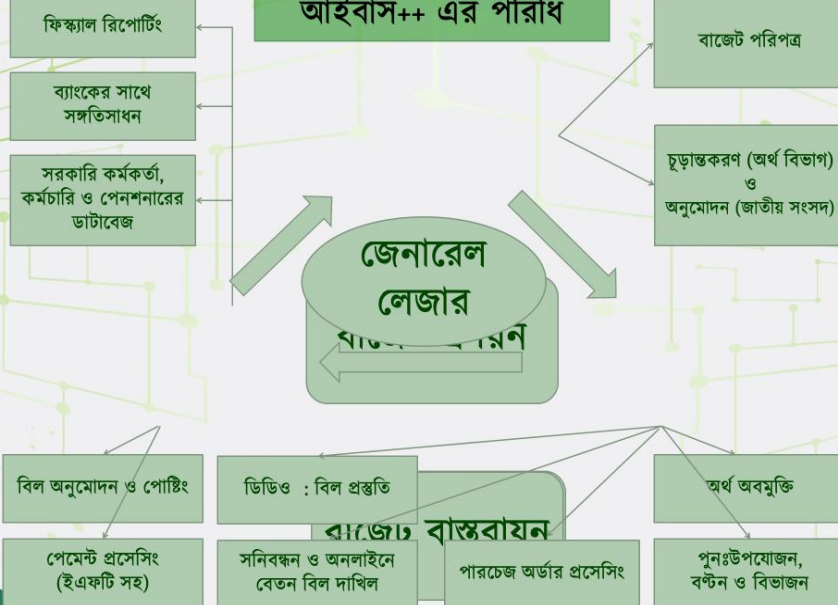 আইবাস++ এর পরিধি
ফিস্ক্যাল রিপোর্টিং
ব্যাংকের সাথে
সঙ্গতিসাধন
সরকারি কর্মকর্তা,
কর্মচারি ও পেনশনারের
ডাটাবেজ
বাজেট পরিপত্র
চূড়ান্তকরণ (অর্থ বিভাগ)
ও
অনুমোদন (জাতীয় সংসদ)
জেনারেল
লেজার
বিল অনুমোদন ও পোষ্টিং
ডিডিও : বিল প্রস্তুতি
অর্থ অবমুক্তি
বাজেট বাস্তবায়ন
পেমেন্ট প্রসেসিং
(ইএফটি সহ)
সনিবন্ধন ও অনলাইনে
বেতন বিল দাখিল
পারচেজ অর্ডার প্রসেসিং
পুনঃউপযোজন,
বণ্টন ও বিভাজন